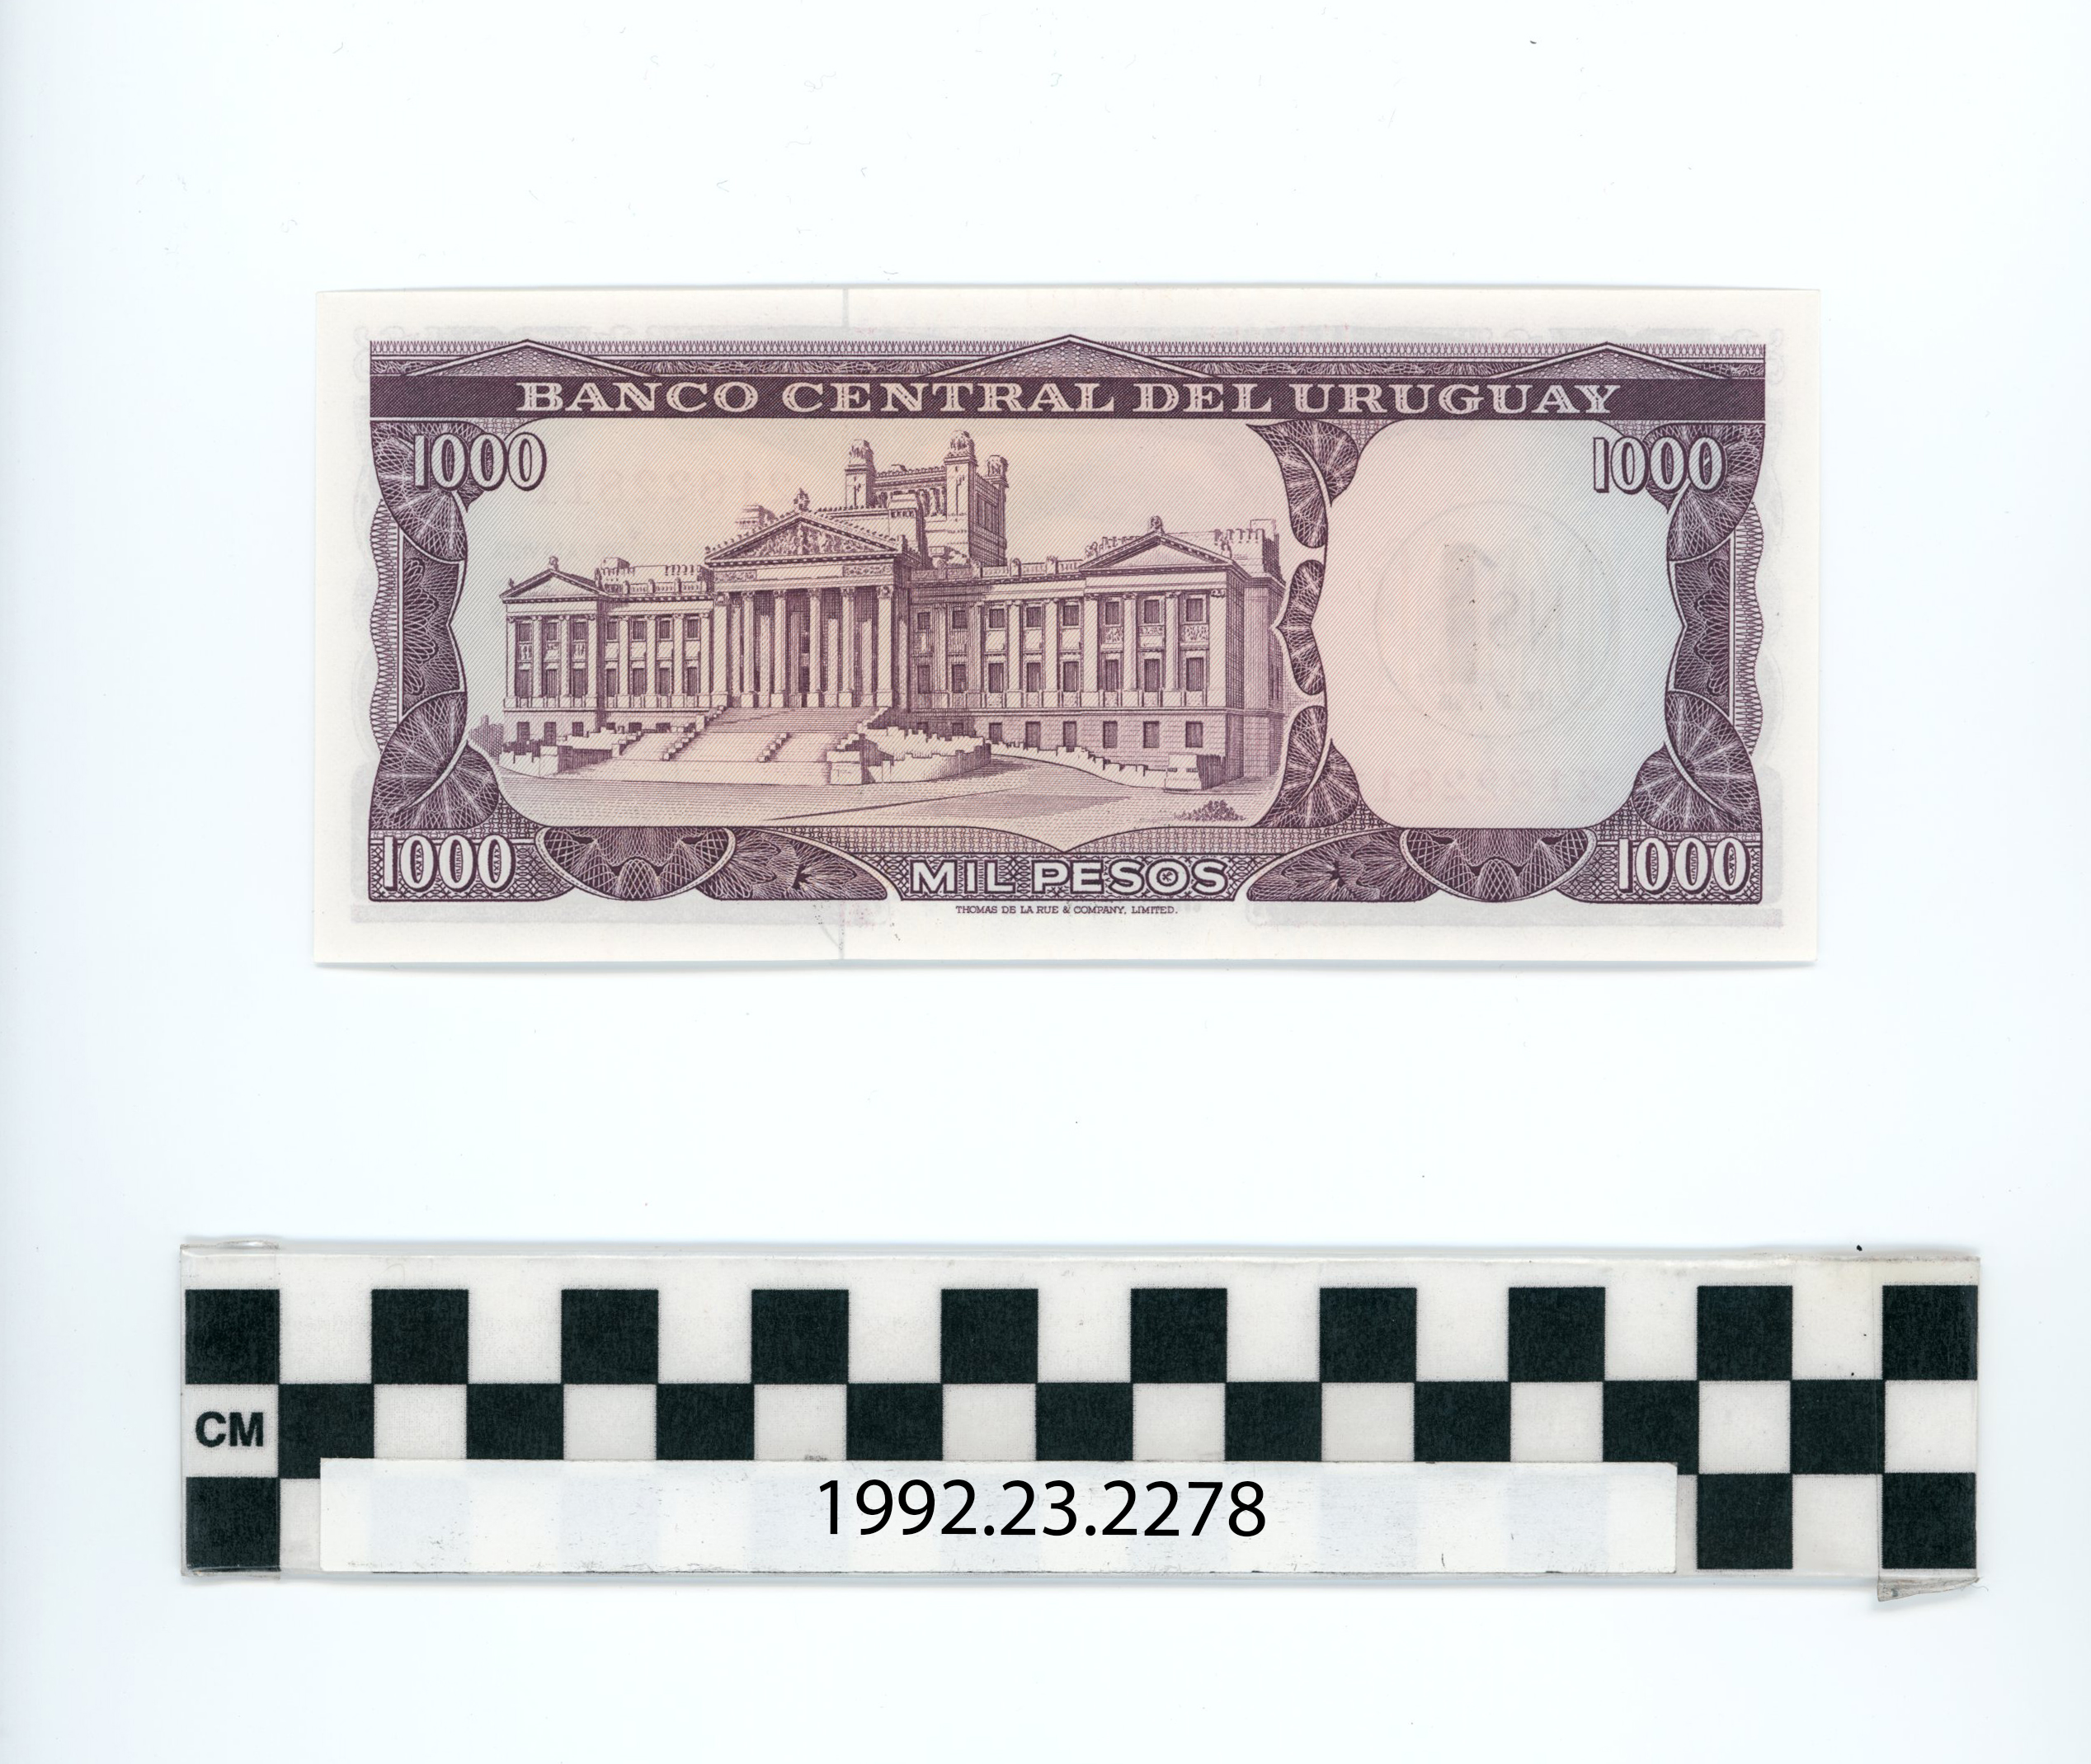 BANCO CENTRAL DEL URUGUAY
1000 1000
1000 MIL PESOS 1000
THOMAS DE LA RUE & COMPANY, LIMITED.
CM
1992.23.2278